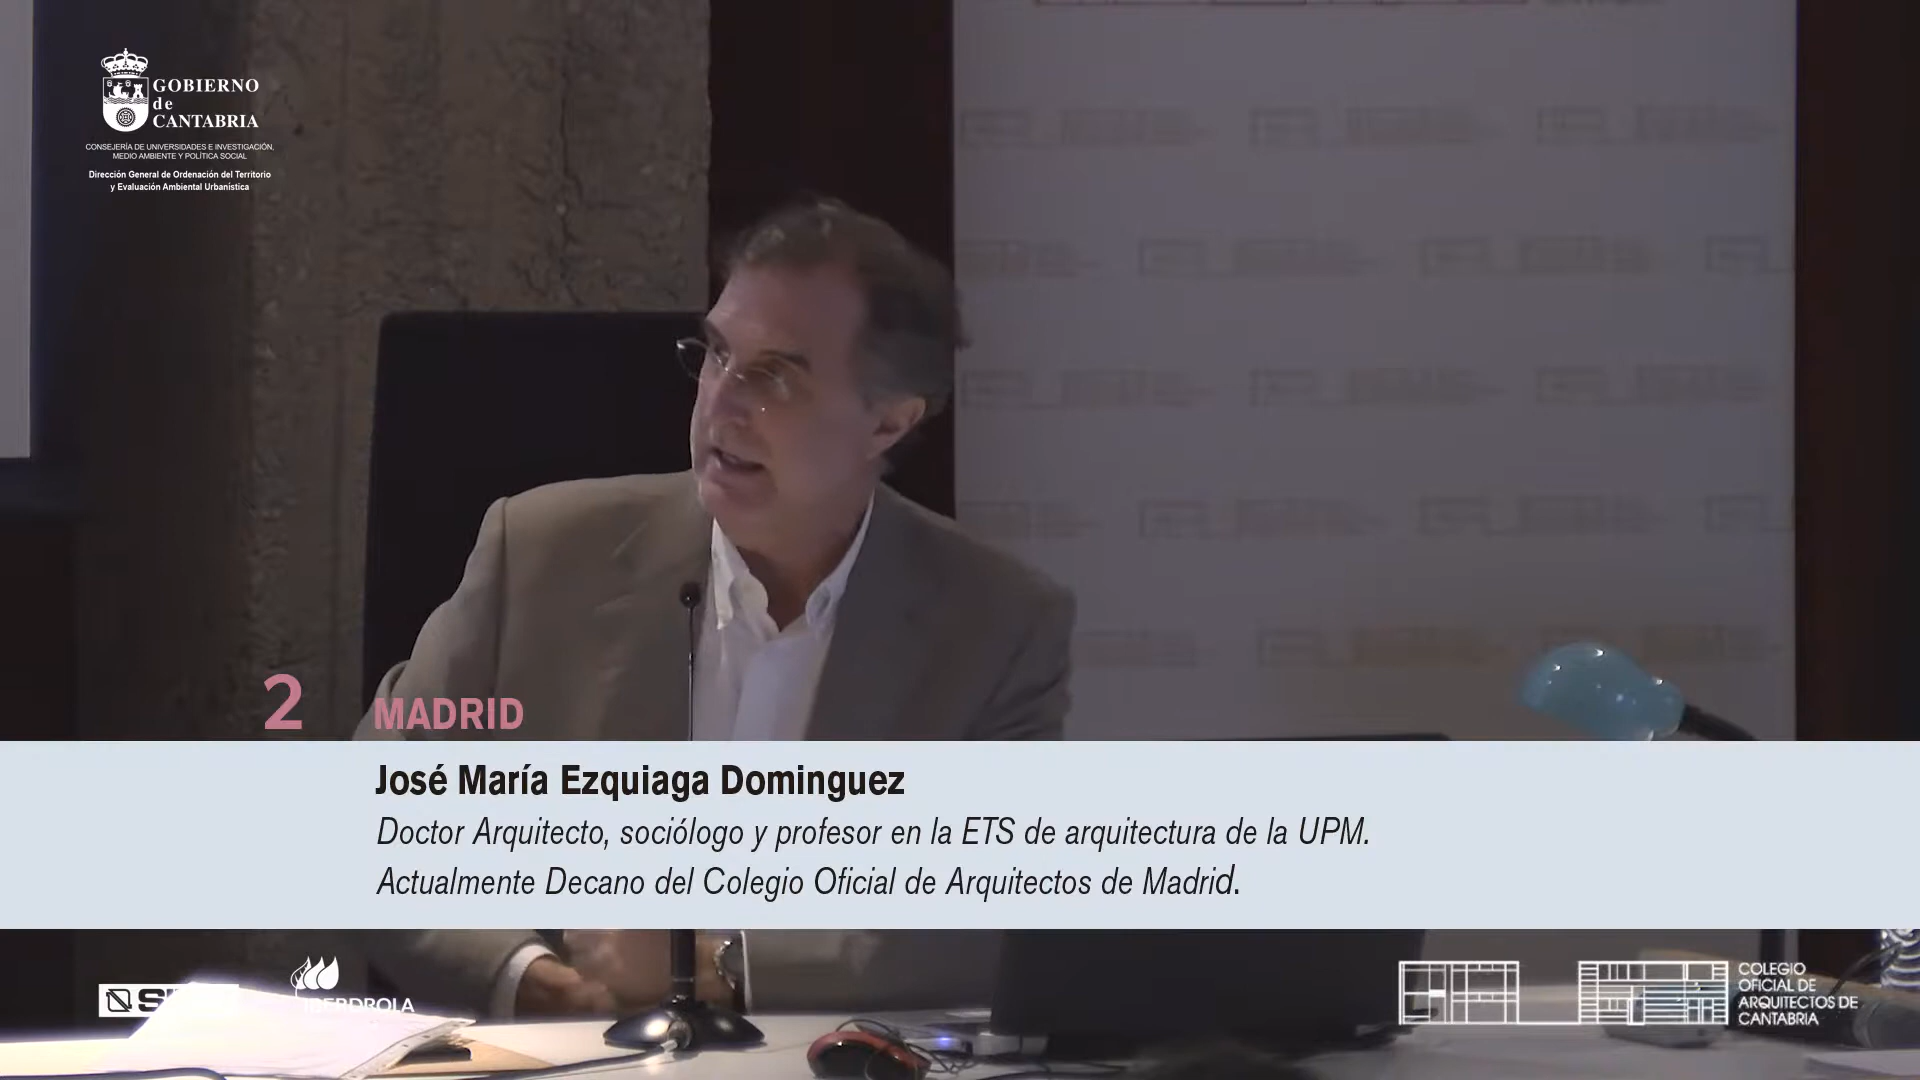 GOBIERNO
de
CANTABRIA
CONSEJERÍA DE UNIVERSIDADES E INVESTIGACIÓN,
MEDIO AMBIENTE Y POLÍTICA SOCIAL
Dirección General de Ordenación del Territorio
y Evaluación Ambiental Urbanística
2 MADRID
José María Ezquiaga Dominguez
Doctor Arquitecto, sociólogo y profesor en la ETS de arquitectura de la UPM.
Actualmente Decano del Colegio Oficial de Arquitectos de Madrid.
IBERDROLA
COLEGIO
OFICIAL DE
ARQUITECTOS DE
CANTABRIA